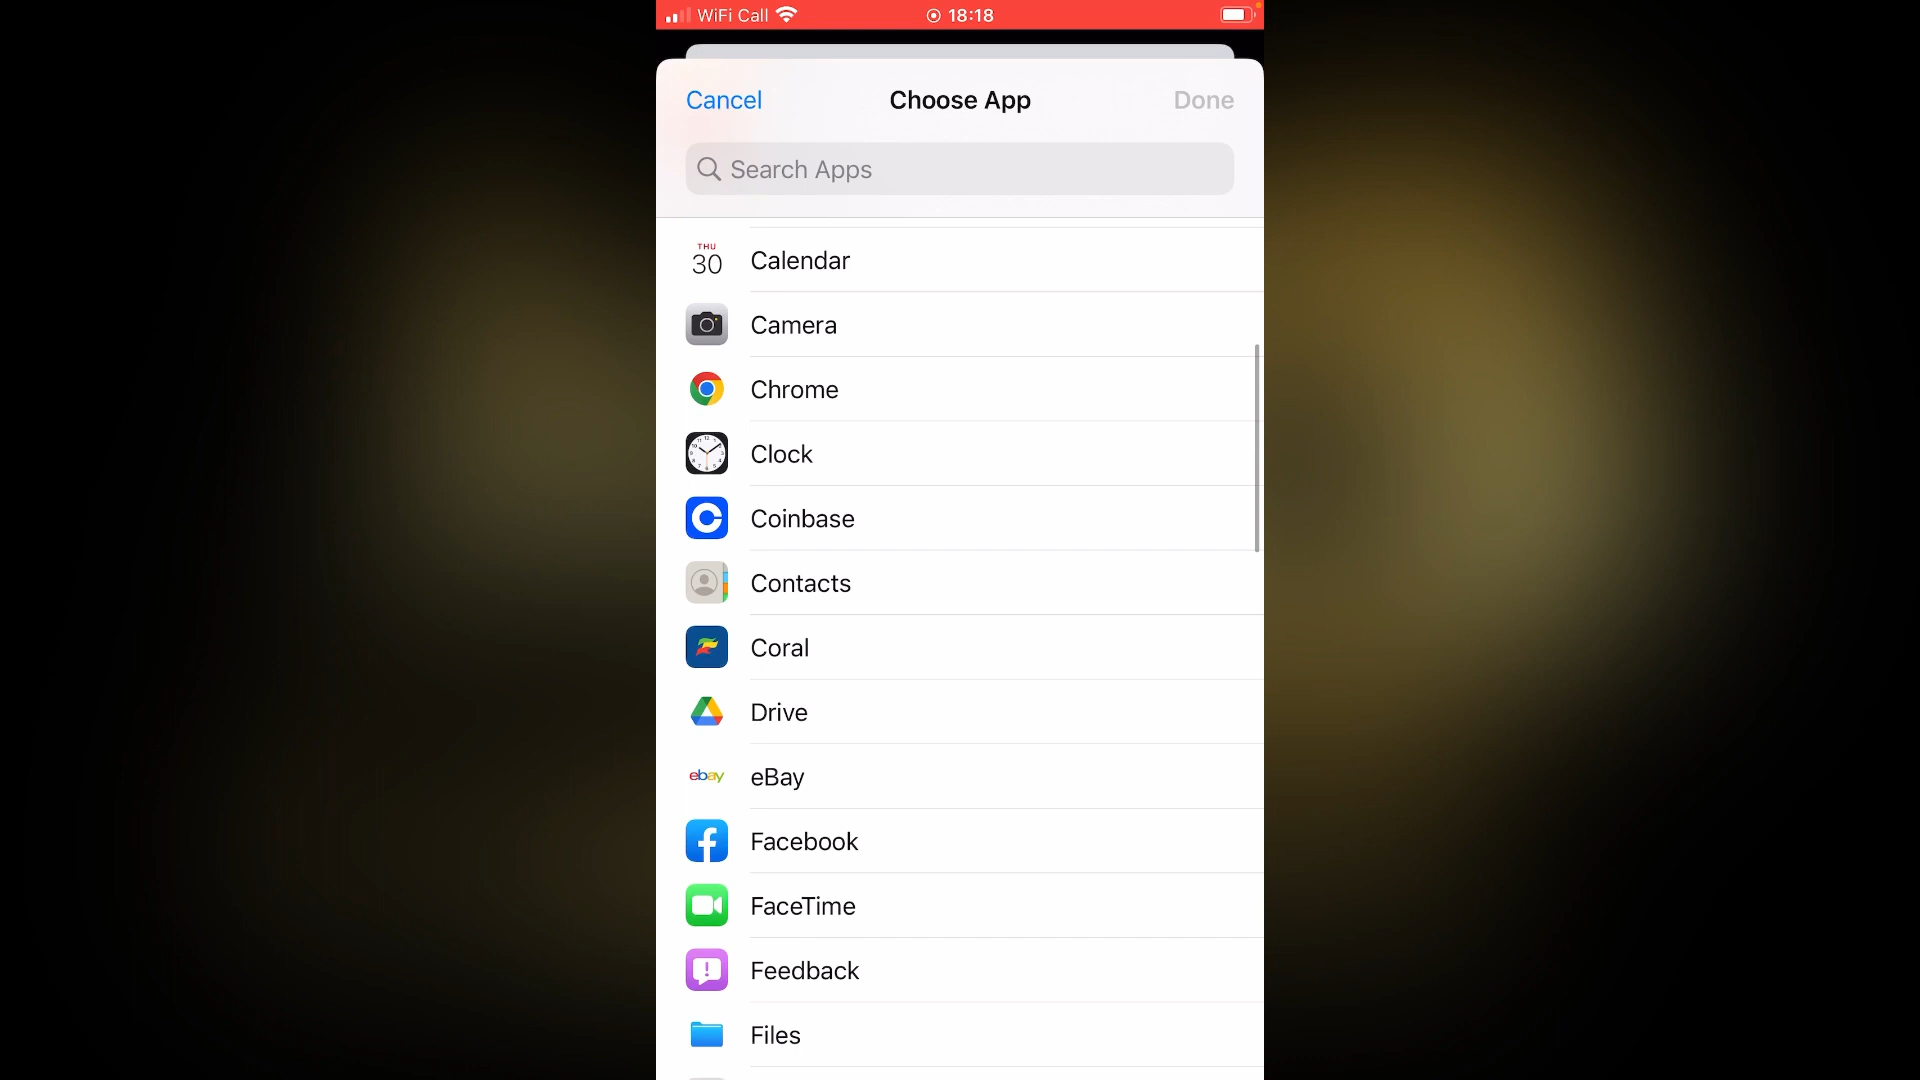 WiFi Call 18:18
Cancel Choose App Done
Search Apps
THU
30 Calendar
Camera
Chrome
Clock
Coinbase
Contacts
Coral
Drive
ebay eBay
Facebook
FaceTime
Feedback
Files